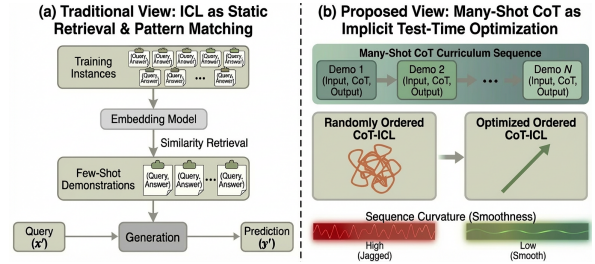 (a) Traditional View: ICL as Static
Retrieval & Pattern Matching
Training
Instances
(Query, Answer) (Query, Answer) (Query, Answer) (Query, Answer) (Query, Answer)
(Query, Answer) (Query, Answer) ... (Query, Answer)
Embedding Model
Similarity Retrieval
Few-Shot
Demonstrations
(Query, Answer) (Query, Answer) ... (Query, Answer)
Query
(x′)
Generation
Prediction
(y′)
(b) Proposed View: Many-Shot CoT as
Implicit Test-Time Optimization
Many-Shot CoT Curriculum Sequence
Demo 1
(Input, CoT,
Output)
Demo 2
(Input, CoT,
Output)
...
Demo N
(Input, CoT,
Output)
Randomly Ordered
CoT-ICL
Optimized Ordered
CoT-ICL
Sequence Curvature (Smoothness)
High
(Jagged)
Low
(Smooth)